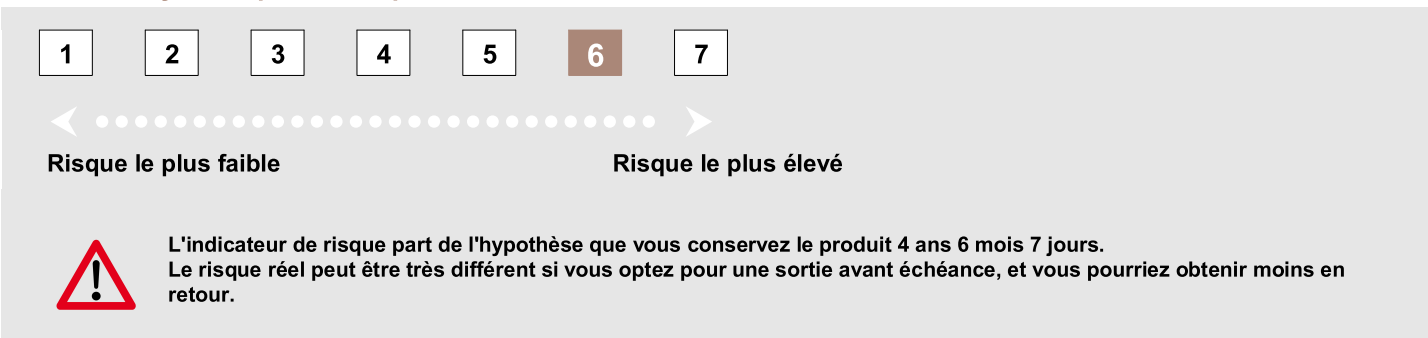 1 2 3 4 5 6 7
Risque le plus faible Risque le plus élevé
L'indicateur de risque part de l'hypothèse que vous conservez le produit 4 ans 6 mois 7 jours.
Le risque réel peut être très différent si vous optez pour une sortie avant échéance, et vous pourriez obtenir moins en
retour.